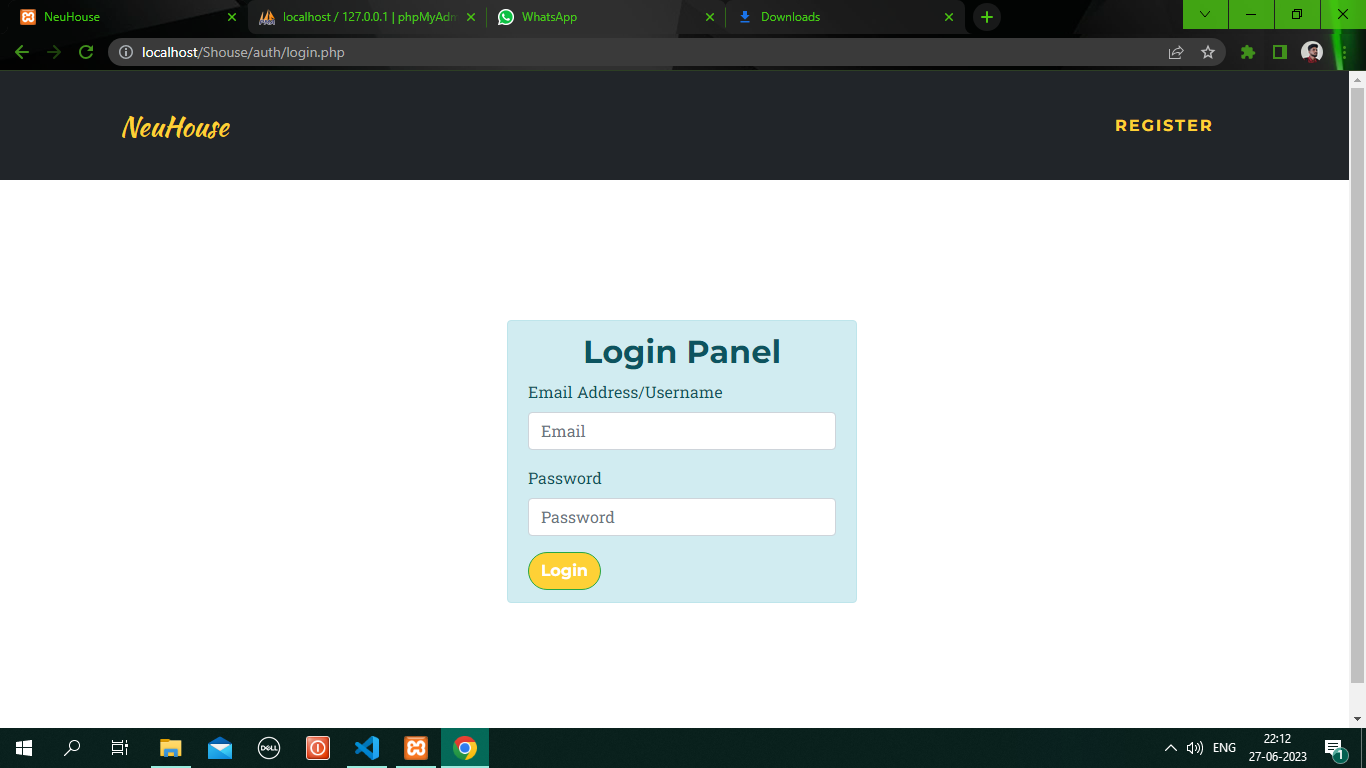 NeuHouse
localhost / 127.0.0.1 | phpMyAdm
WhatsApp
Downloads
localhost/Shouse/auth/login.php
NeuHouse
REGISTER
Login Panel
Email Address/Username
Email
Password
Password
Login
DELL
ENG
22:12
27-06-2023
1